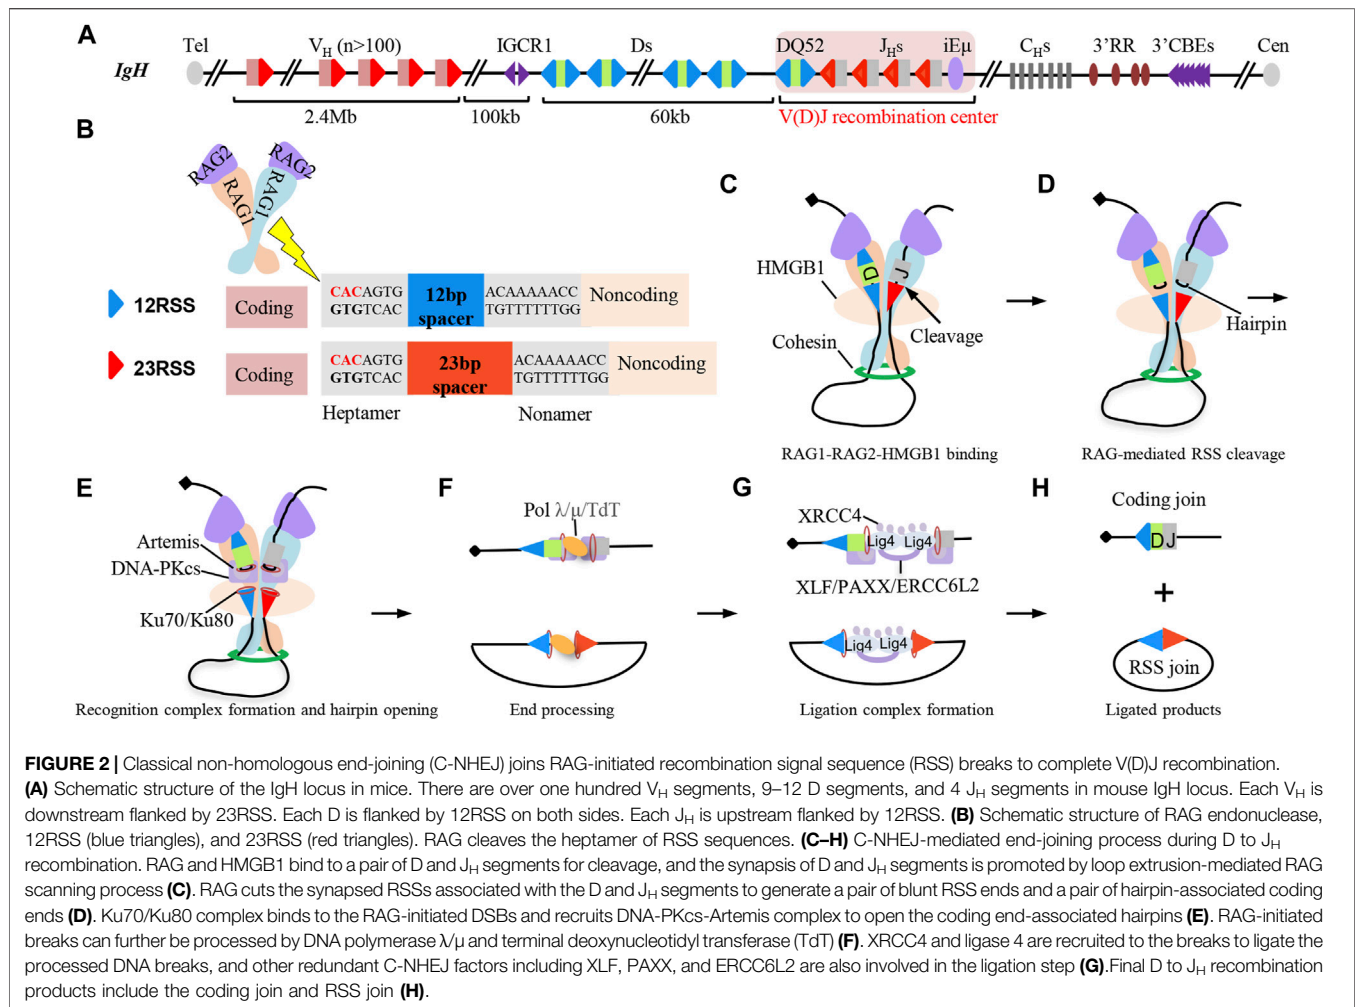 A
Tel
V_H (n>100)
IGCR1
Ds
DQ52
J_Hs
iEμ
C_Hs
3'RR
3'CBEs
Cen
IgH
2.4Mb
100kb
60kb
V(D)J recombination center
B
RAG2
RAG2
RAG1
RAG1
12RSS
Coding
CACAGTG
GTGTCAC
12bp
spacer
ACAAAAACC
TGTTTTTGG
Noncoding
23RSS
Coding
CACAGTG
GTGTCAC
23bp
spacer
ACAAAAACC
TGTTTTTTGG
Noncoding
Heptamer
Nonamer
C
HMGB1
D
J
Cleavage
Cohesin
RAG1-RAG2-HMGB1 binding
D
Hairpin
RAG-mediated RSS cleavage
E
Artemis
DNA-PKcs
Ku70/Ku80
Recognition complex formation and hairpin opening
F
Pol λ/μ/TdT
End processing
G
XRCC4
Lig4
Lig4
XLF/PAXX/ERCC6L2
Lig4
Lig4
Ligation complex formation
H
Coding join
DJ
+
RSS join
Ligated products
FIGURE 2 | Classical non-homologous end-joining (C-NHEJ) joins RAG-initiated recombination signal sequence (RSS) breaks to complete V(D)J recombination.
(A) Schematic structure of the IgH locus in mice. There are over one hundred V_H segments, 9–12 D segments, and 4 J_H segments in mouse IgH locus. Each V_H is
downstream flanked by 23RSS. Each D is flanked by 12RSS on both sides. Each J_H is upstream flanked by 12RSS. (B) Schematic structure of RAG endonuclease,
12RSS (blue triangles), and 23RSS (red triangles). RAG cleaves the heptamer of RSS sequences. (C–H) C-NHEJ-mediated end-joining process during D to J_H
recombination. RAG and HMGB1 bind to a pair of D and J_H segments for cleavage, and the synapsis of D and J_H segments is promoted by loop extrusion-mediated RAG
scanning process (C). RAG cuts the synapsed RSSs associated with the D and J_H segments to generate a pair of blunt RSS ends and a pair of hairpin-associated coding
ends (D). Ku70/Ku80 complex binds to the RAG-initiated DSBs and recruits DNA-PKcs-Artemis complex to open the coding end-associated hairpins (E). RAG-initiated
breaks can further be processed by DNA polymerase λ/μ and terminal deoxynucleotidyl transferase (TdT) (F). XRCC4 and ligase 4 are recruited to the breaks to ligate the
processed DNA breaks, and other redundant C-NHEJ factors including XLF, PAXX, and ERCC6L2 are also involved in the ligation step (G).Final D to J_H recombination
products include the coding join and RSS join (H).